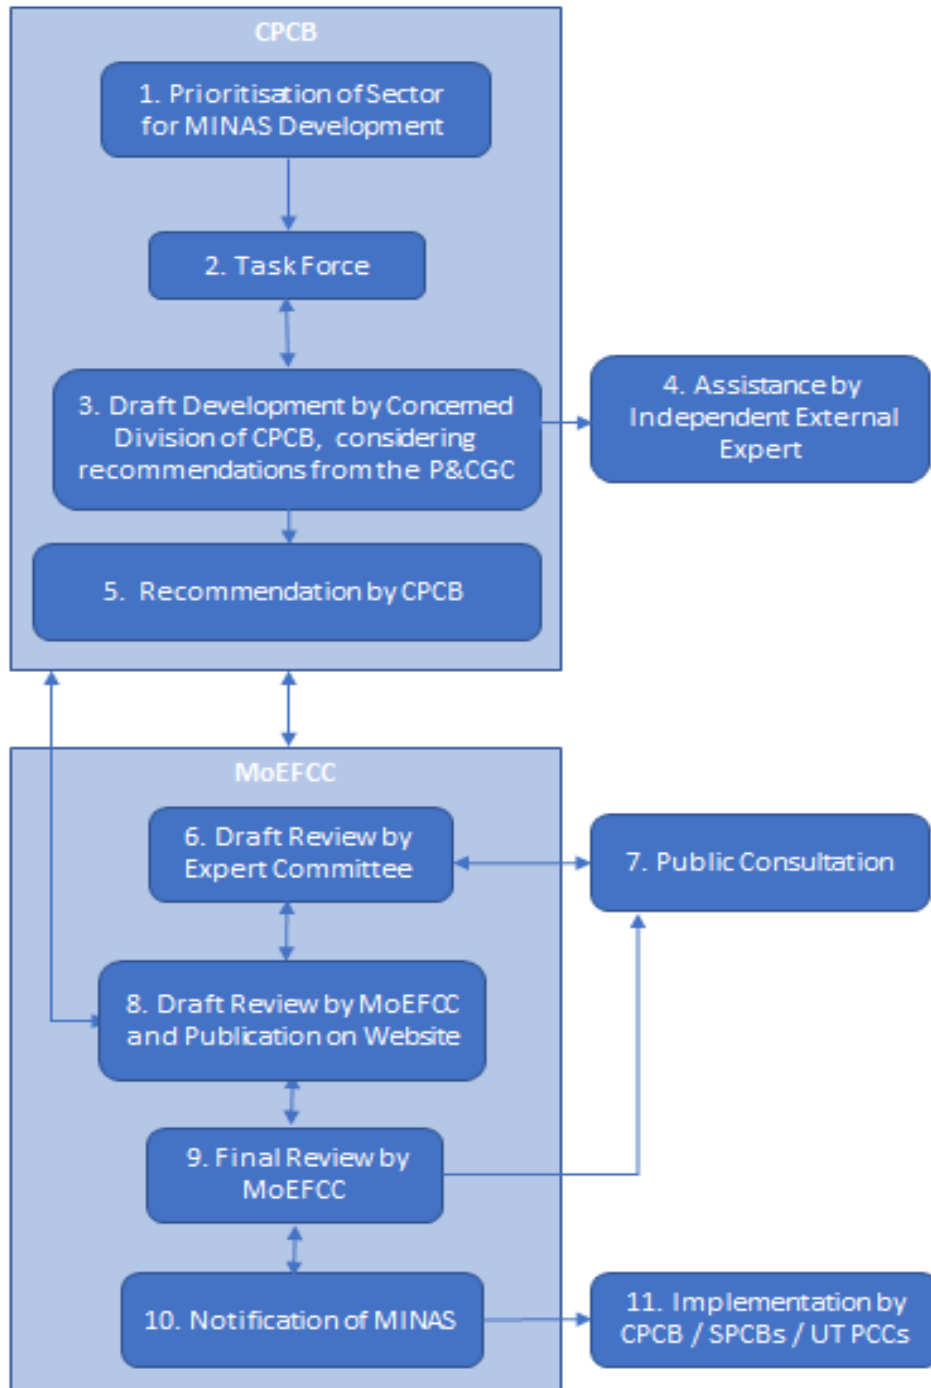 CPCB
1. Prioritisation of Sector
for MINAS Development
2. Task Force
3. Draft Development by Concerned
Division of CPCB, considering
recommendations from the P&CGC
4. Assistance by
Independent External
Expert
5. Recommendation by CPCB
MoEFCC
6. Draft Review by
Expert Committee
7. Public Consultation
8. Draft Review by MoEFCC
and Publication on Website
9. Final Review by
MoEFCC
10. Notification of MINAS
11. Implementation by
CPCB / SPCBs / UT PCCs